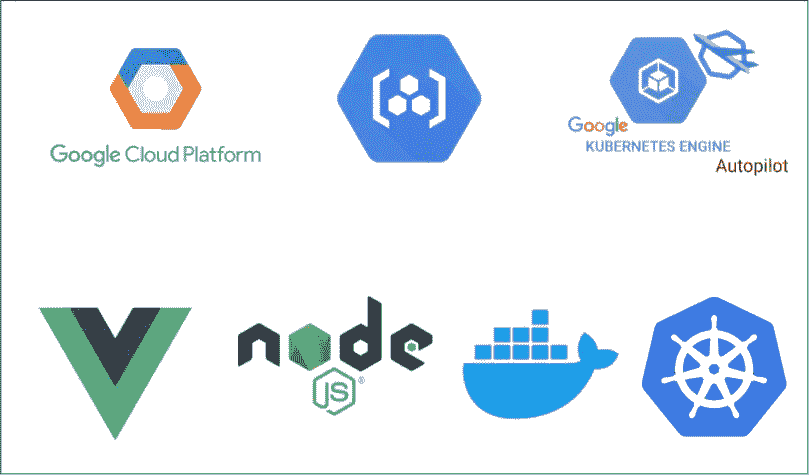 Google Cloud Platform
Google
KUBERNETES ENGINE
Autopilot
node
JS®